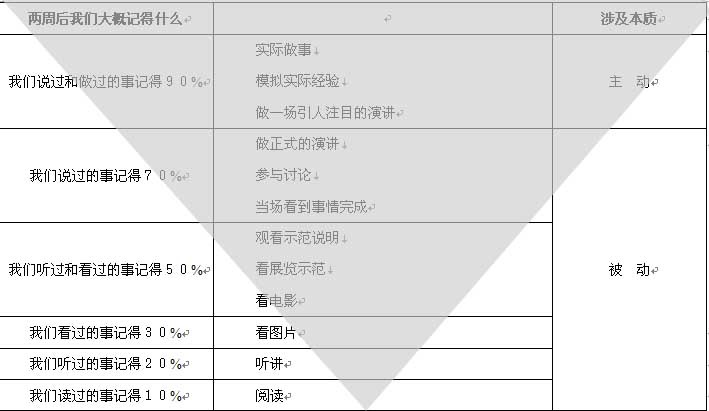 两周后我们大概记得什么
涉及本质
我们说过和做过的事记得９０%
实际做事
模拟实际经验
做一场引人注目的演讲
主　动
我们说过的事记得７０%
做正式的演讲
参与讨论
当场看到事情完成
我们听过和看过的事记得５０%
观看示范说明
看展览示范
看电影
被　动
我们看过的事记得３０%
看图片
我们听过的事记得２０%
听讲
我们读过的事记得１０%
阅读